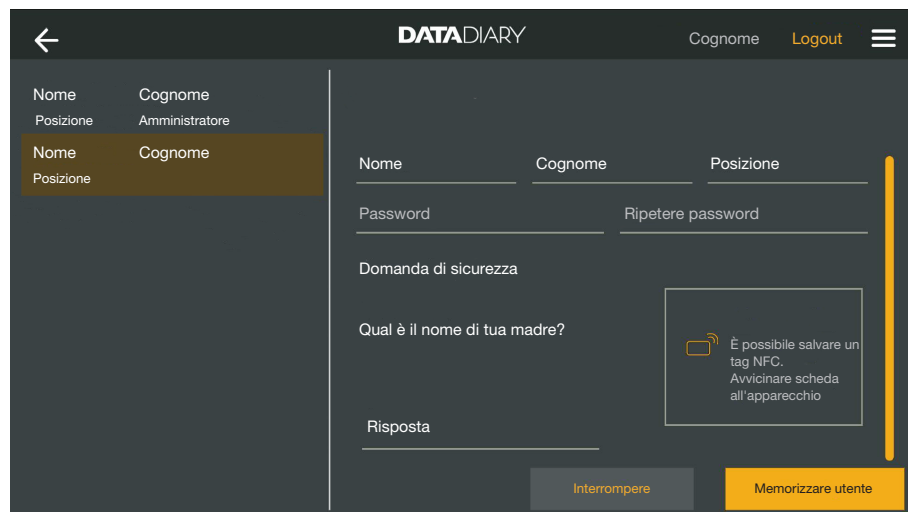 DATADIARY
Cognome Logout
Nome Cognome
Posizione Amministratore
Nome Cognome
Posizione
Nome Cognome Posizione
Password Ripetere password
Domanda di sicurezza
Qual è il nome di tua madre?
È possibile salvare un
tag NFC.
Avvicinare scheda
all'apparecchio
Risposta
Interrompere Memorizzare utente